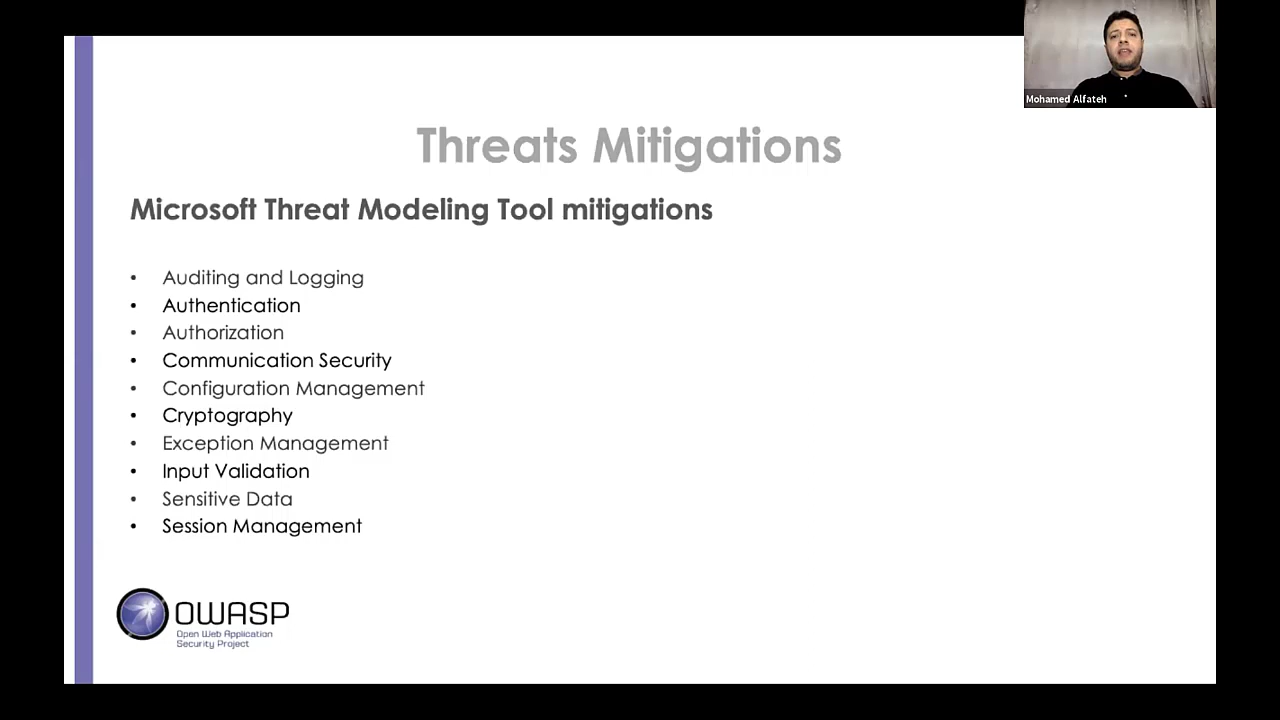 Mohamed Alfateh
Threats Mitigations
Microsoft Threat Modeling Tool mitigations
• Auditing and Logging
• Authentication
• Authorization
• Communication Security
• Configuration Management
• Cryptography
• Exception Management
• Input Validation
• Sensitive Data
• Session Management
OWASP
Open Web Application
Security Project